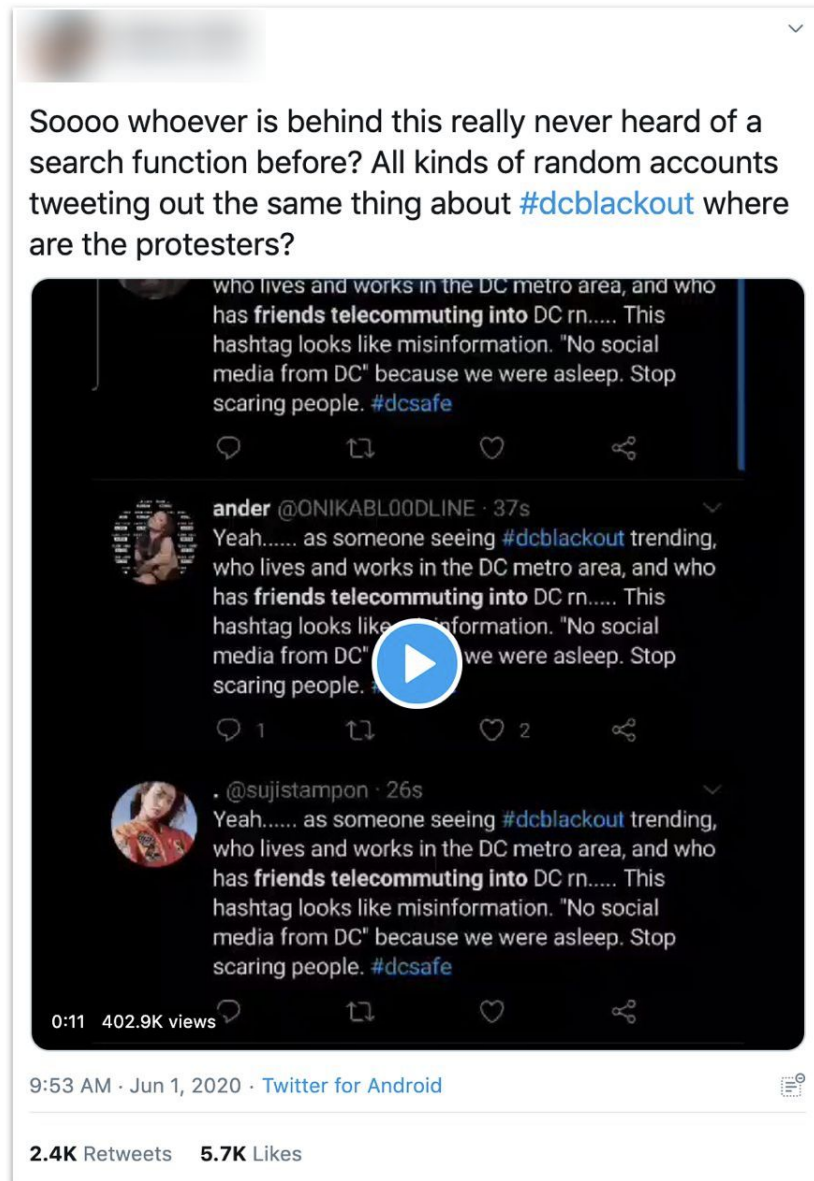 Soooo whoever is behind this really never heard of a
search function before? All kinds of random accounts
tweeting out the same thing about #dcblackout where
are the protesters?
who lives and works in the DC metro area, and who
has friends telecommuting into DC rn..... This
hashtag looks like misinformation. "No social
media from DC" because we were asleep. Stop
scaring people. #dcsafe
ander @ONIKABL00DLINE · 37s
Yeah...... as someone seeing #dcblackout trending,
who lives and works in the DC metro area, and who
has friends telecommuting into DC rn..... This
hashtag looks like nformation. "No social
media from DC" we were asleep. Stop
scaring people.
1 2
. @sujistampon · 26s
Yeah...... as someone seeing #dcblackout trending,
who lives and works in the DC metro area, and who
has friends telecommuting into DC rn..... This
hashtag looks like misinformation. "No social
media from DC" because we were asleep. Stop
scaring people. #dcsafe
0:11 402.9K views
9:53 AM · Jun 1, 2020 · Twitter for Android
2.4K Retweets 5.7K Likes